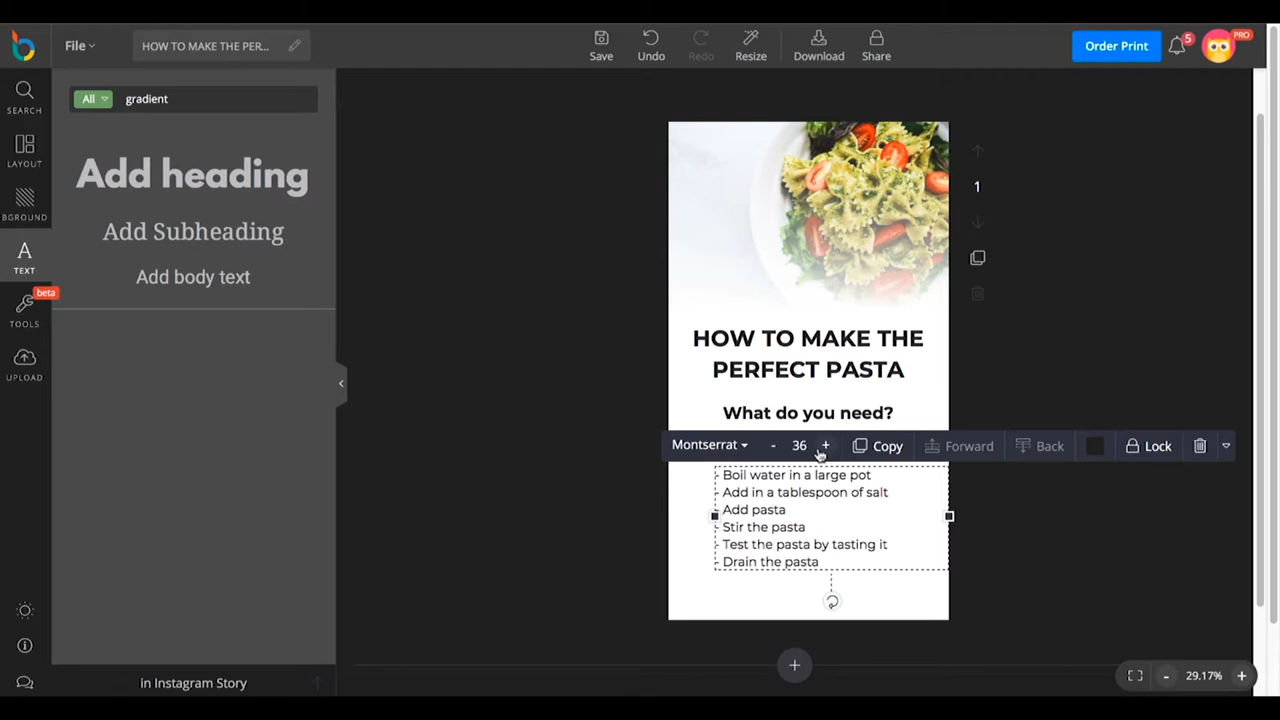 File
HOW TO MAKE THE PER...
Save
Undo
Redo
Resize
Download
Share
Order Print
5
PRO
SEARCH
LAYOUT
BGROUND
TEXT
beta
TOOLS
UPLOAD
All
gradient
Add heading
Add Subheading
Add body text
in Instagram Story
1
HOW TO MAKE THE
PERFECT PASTA
What do you need?
Montserrat - 36 + Copy Forward Back Lock
- Boil water in a large pot
- Add in a tablespoon of salt
- Add pasta
- Stir the pasta
- Test the pasta by tasting it
- Drain the pasta
+
- 29.17% +